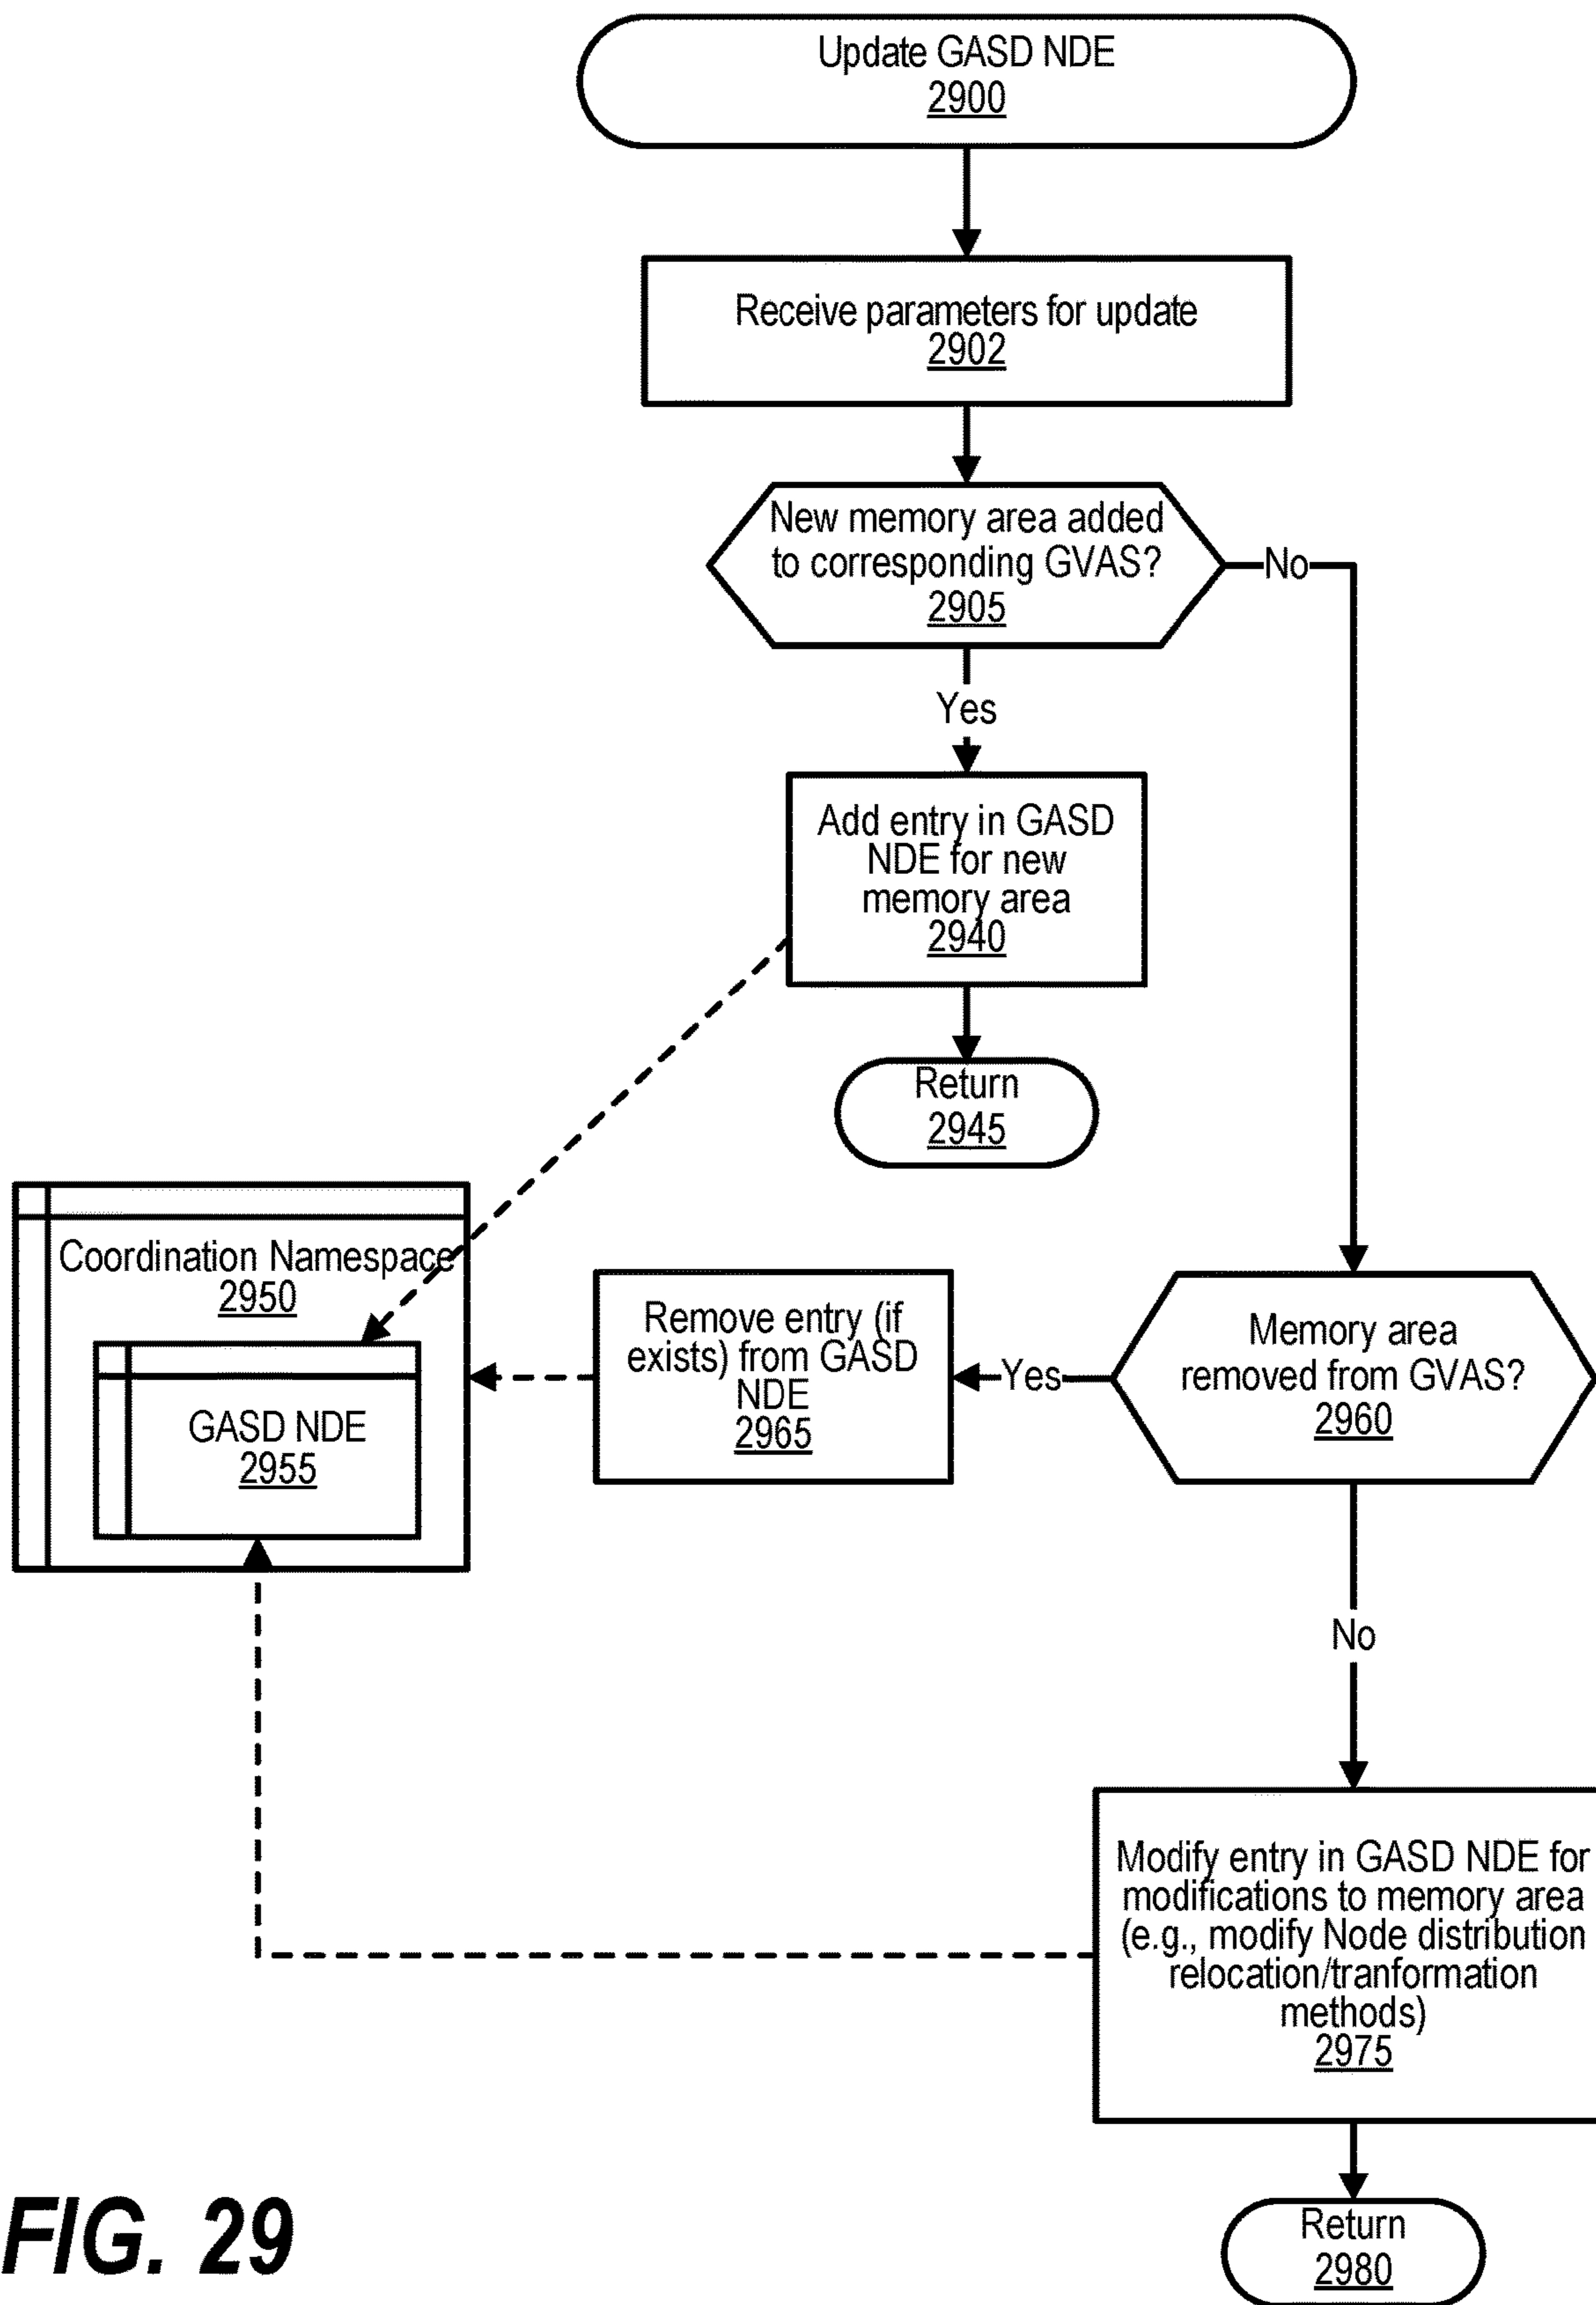 Update GASD NDE
2900
Receive parameters for update
2902
New memory area added
to corresponding GVAS?
2905
No
Yes
Add entry in GASD
NDE for new
memory area
2940
Return
2945
Coordination Namespace
2950
GASD NDE
2955
Remove entry (if
exists) from GASD
NDE
2965
Yes
Memory area
removed from GVAS?
2960
No
Modify entry in GASD NDE for
modifications to memory area
(e.g., modify Node distribution
relocation/tranformation
methods)
2975
Return
2980
FIG. 29